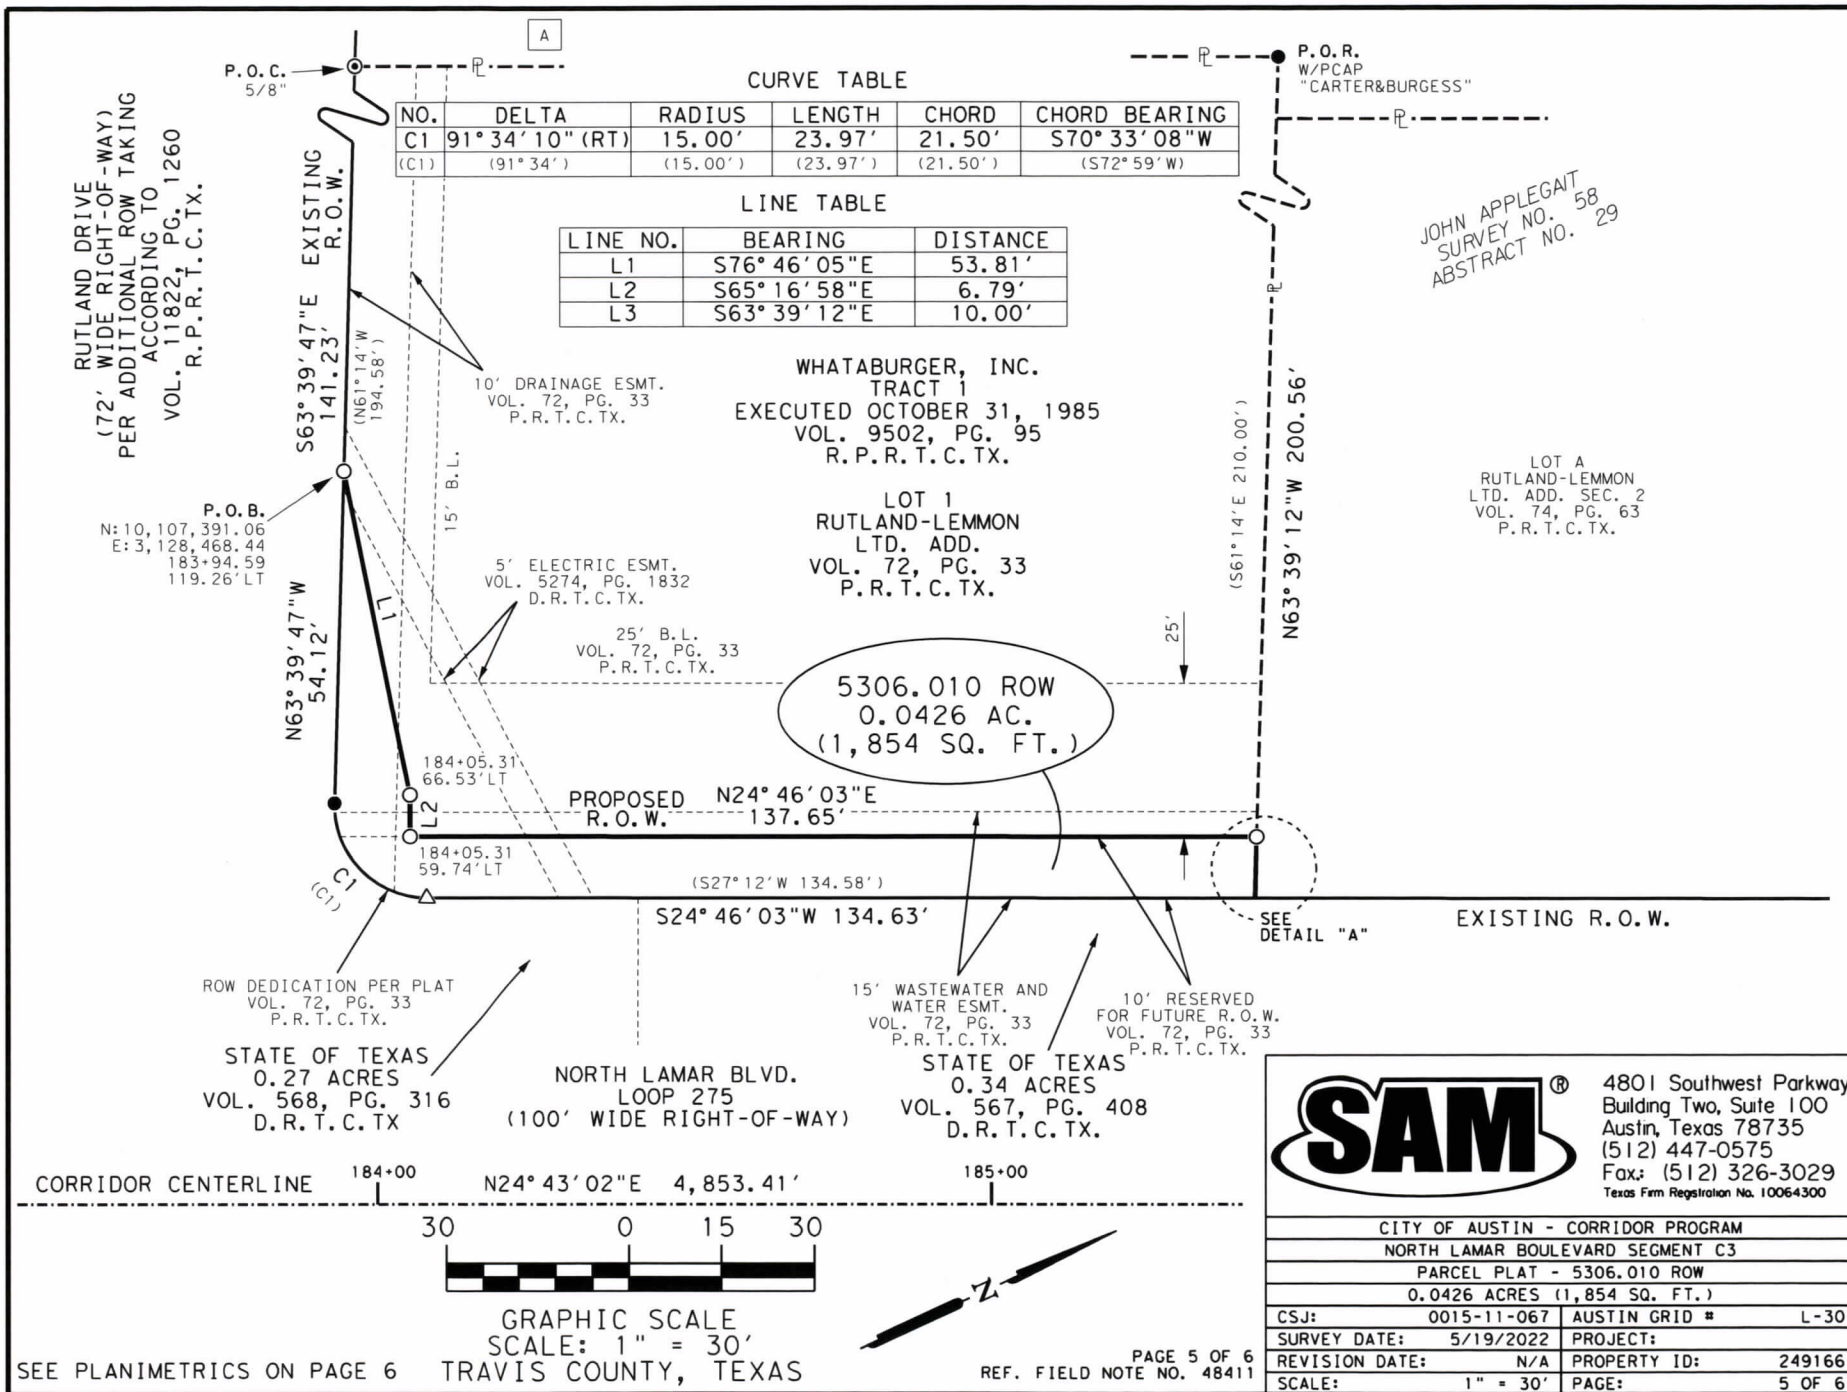 A
P.O.C.
5/8"
PL
PL
P.O.R.
W/PCAP
"CARTER&BURGESS"
PL
CURVE TABLE
NO. DELTA RADIUS LENGTH CHORD CHORD BEARING
C1 91°34'10"(RT) 15.00' 23.97' 21.50' S70°33'08"W
(C1) (91°34') (15.00') (23.97') (21.50') (S72°59'W)
LINE TABLE
LINE NO. BEARING DISTANCE
L1 S76°46'05"E 53.81'
L2 S65°16'58"E 6.79'
L3 S63°39'12"E 10.00'
RUTLAND DRIVE
(72' WIDE RIGHT-OF-WAY)
PER ADDITIONAL ROW TAKING
ACCORDING TO
VOL. 11822, PG. 1260
R.P.R.T.C.TX.
S63°39'47"E EXISTING
141.23' R.O.W.
(N61°14'W
194.58')
10' DRAINAGE ESMT.
VOL. 72, PG. 33
P.R.T.C.TX.
15' B.L.
WHATABURGER, INC.
TRACT 1
EXECUTED OCTOBER 31, 1985
VOL. 9502, PG. 95
R.P.R.T.C.TX.
LOT 1
RUTLAND-LEMMON
LTD. ADD.
VOL. 72, PG. 33
P.R.T.C.TX.
(S61°14'E 210.00')
N63°39'12"W 200.56'
PL
JOHN APPLEGAIT
SURVEY NO. 58
ABSTRACT NO. 29
LOT A
RUTLAND-LEMMON
LTD. ADD. SEC. 2
VOL. 74, PG. 63
P.R.T.C.TX.
P.O.B.
N:10,107,391.06
E:3,128,468.44
183+94.59
119.26'LT
N63°39'47"W
54.12'
L1
5' ELECTRIC ESMT.
VOL. 5274, PG. 1832
D.R.T.C.TX.
25' B.L.
VOL. 72, PG. 33
P.R.T.C.TX.
25'
5306.010 ROW
0.0426 AC.
(1,854 SQ. FT.)
184+05.31
66.53'LT
L2
PROPOSED N24°46'03"E
R.O.W. 137.65'
184+05.31
59.74'LT
C1
(C1)
(S27°12'W 134.58')
S24°46'03"W 134.63'
SEE
DETAIL "A"
EXISTING R.O.W.
ROW DEDICATION PER PLAT
VOL. 72, PG. 33
P.R.T.C.TX.
15' WASTEWATER AND
WATER ESMT.
VOL. 72, PG. 33
P.R.T.C.TX.
10' RESERVED
FOR FUTURE R.O.W.
VOL. 72, PG. 33
P.R.T.C.TX.
STATE OF TEXAS
0.27 ACRES
VOL. 568, PG. 316
D.R.T.C.TX
NORTH LAMAR BLVD.
LOOP 275
(100' WIDE RIGHT-OF-WAY)
STATE OF TEXAS
0.34 ACRES
VOL. 567, PG. 408
D.R.T.C.TX.
CORRIDOR CENTERLINE 184+00 N24°43'02"E 4,853.41' 185+00
30 0 15 30
GRAPHIC SCALE
SCALE: 1" = 30'
TRAVIS COUNTY, TEXAS
N
SEE PLANIMETRICS ON PAGE 6
PAGE 5 OF 6
REF. FIELD NOTE NO. 48411
SAM®
4801 Southwest Parkway
Building Two, Suite 100
Austin, Texas 78735
(512) 447-0575
Fax: (512) 326-3029
Texas Firm Registration No. 10064300
CITY OF AUSTIN - CORRIDOR PROGRAM
NORTH LAMAR BOULEVARD SEGMENT C3
PARCEL PLAT - 5306.010 ROW
0.0426 ACRES (1,854 SQ. FT.)
CSJ: 0015-11-067 AUSTIN GRID # L-30
SURVEY DATE: 5/19/2022 PROJECT:
REVISION DATE: N/A PROPERTY ID: 249166
SCALE: 1" = 30' PAGE: 5 OF 6